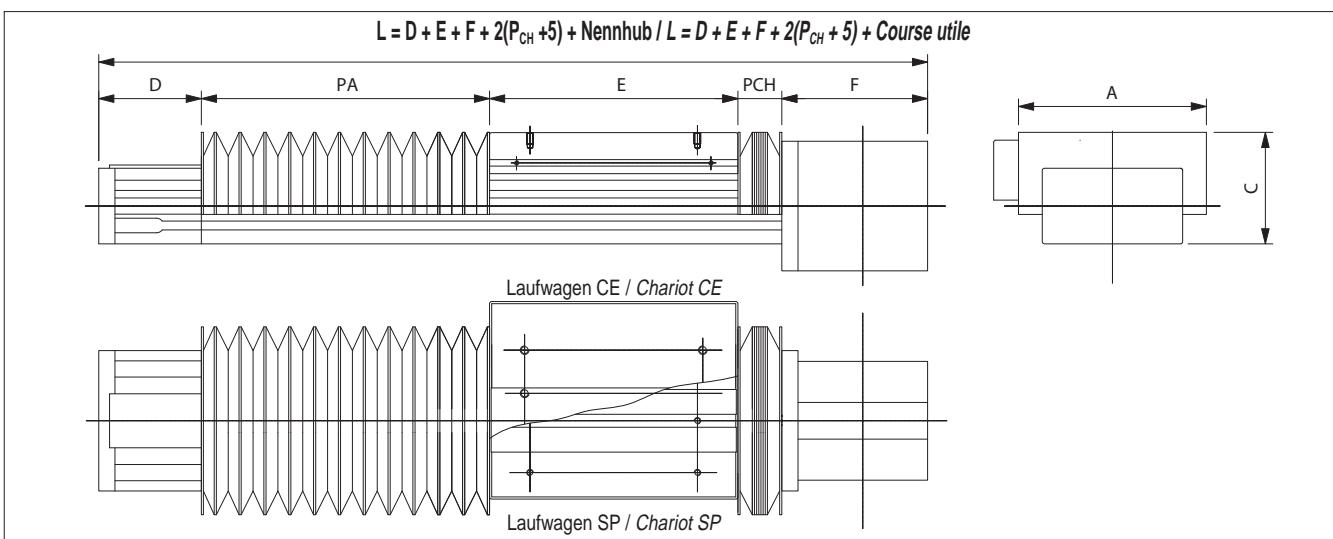 L = D + E + F + 2(PCH +5) + Nennhub / L = D + E + F + 2(PCH + 5) + Course utile
D PA E PCH F
A
C
Laufwagen CE / Chariot CE
Laufwagen SP / Chariot SP